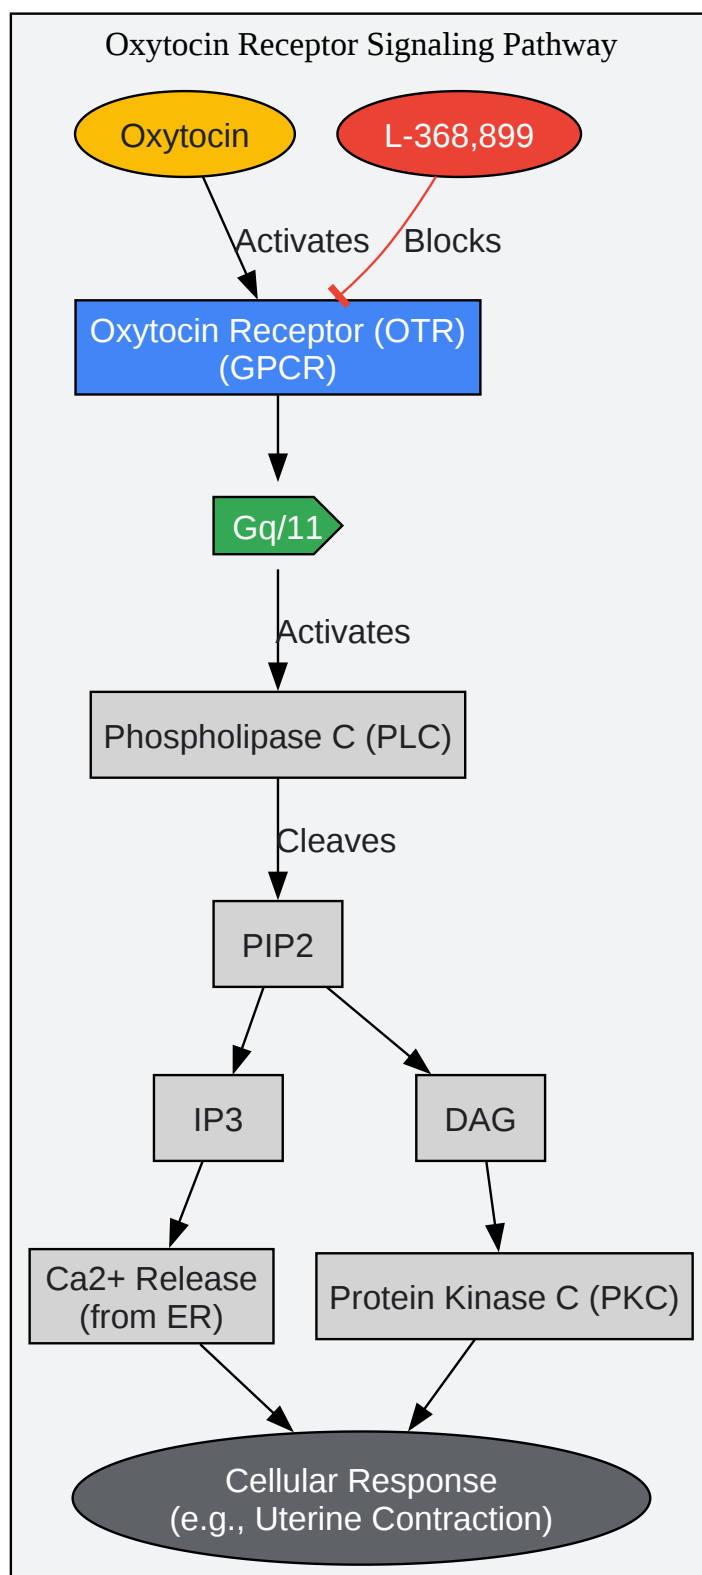 Oxytocin Receptor Signaling Pathway
Oxytocin
L-368,899
Activates
Blocks
Oxytocin Receptor (OTR)
(GPCR)
Gq/11
Activates
Phospholipase C (PLC)
Cleaves
PIP2
IP3
DAG
Ca2+ Release
(from ER)
Protein Kinase C (PKC)
Cellular Response
(e.g., Uterine Contraction)